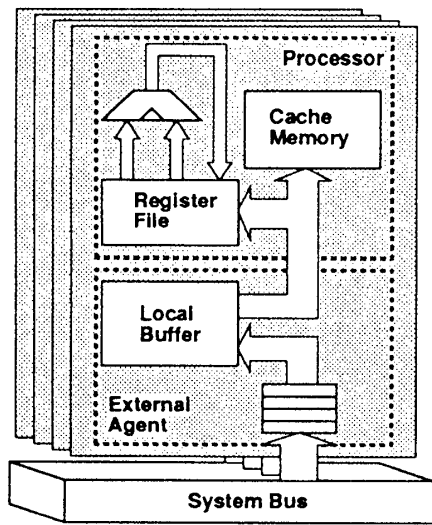 Processor
Cache
Memory
Register
File
Local
Buffer
External
Agent
System Bus